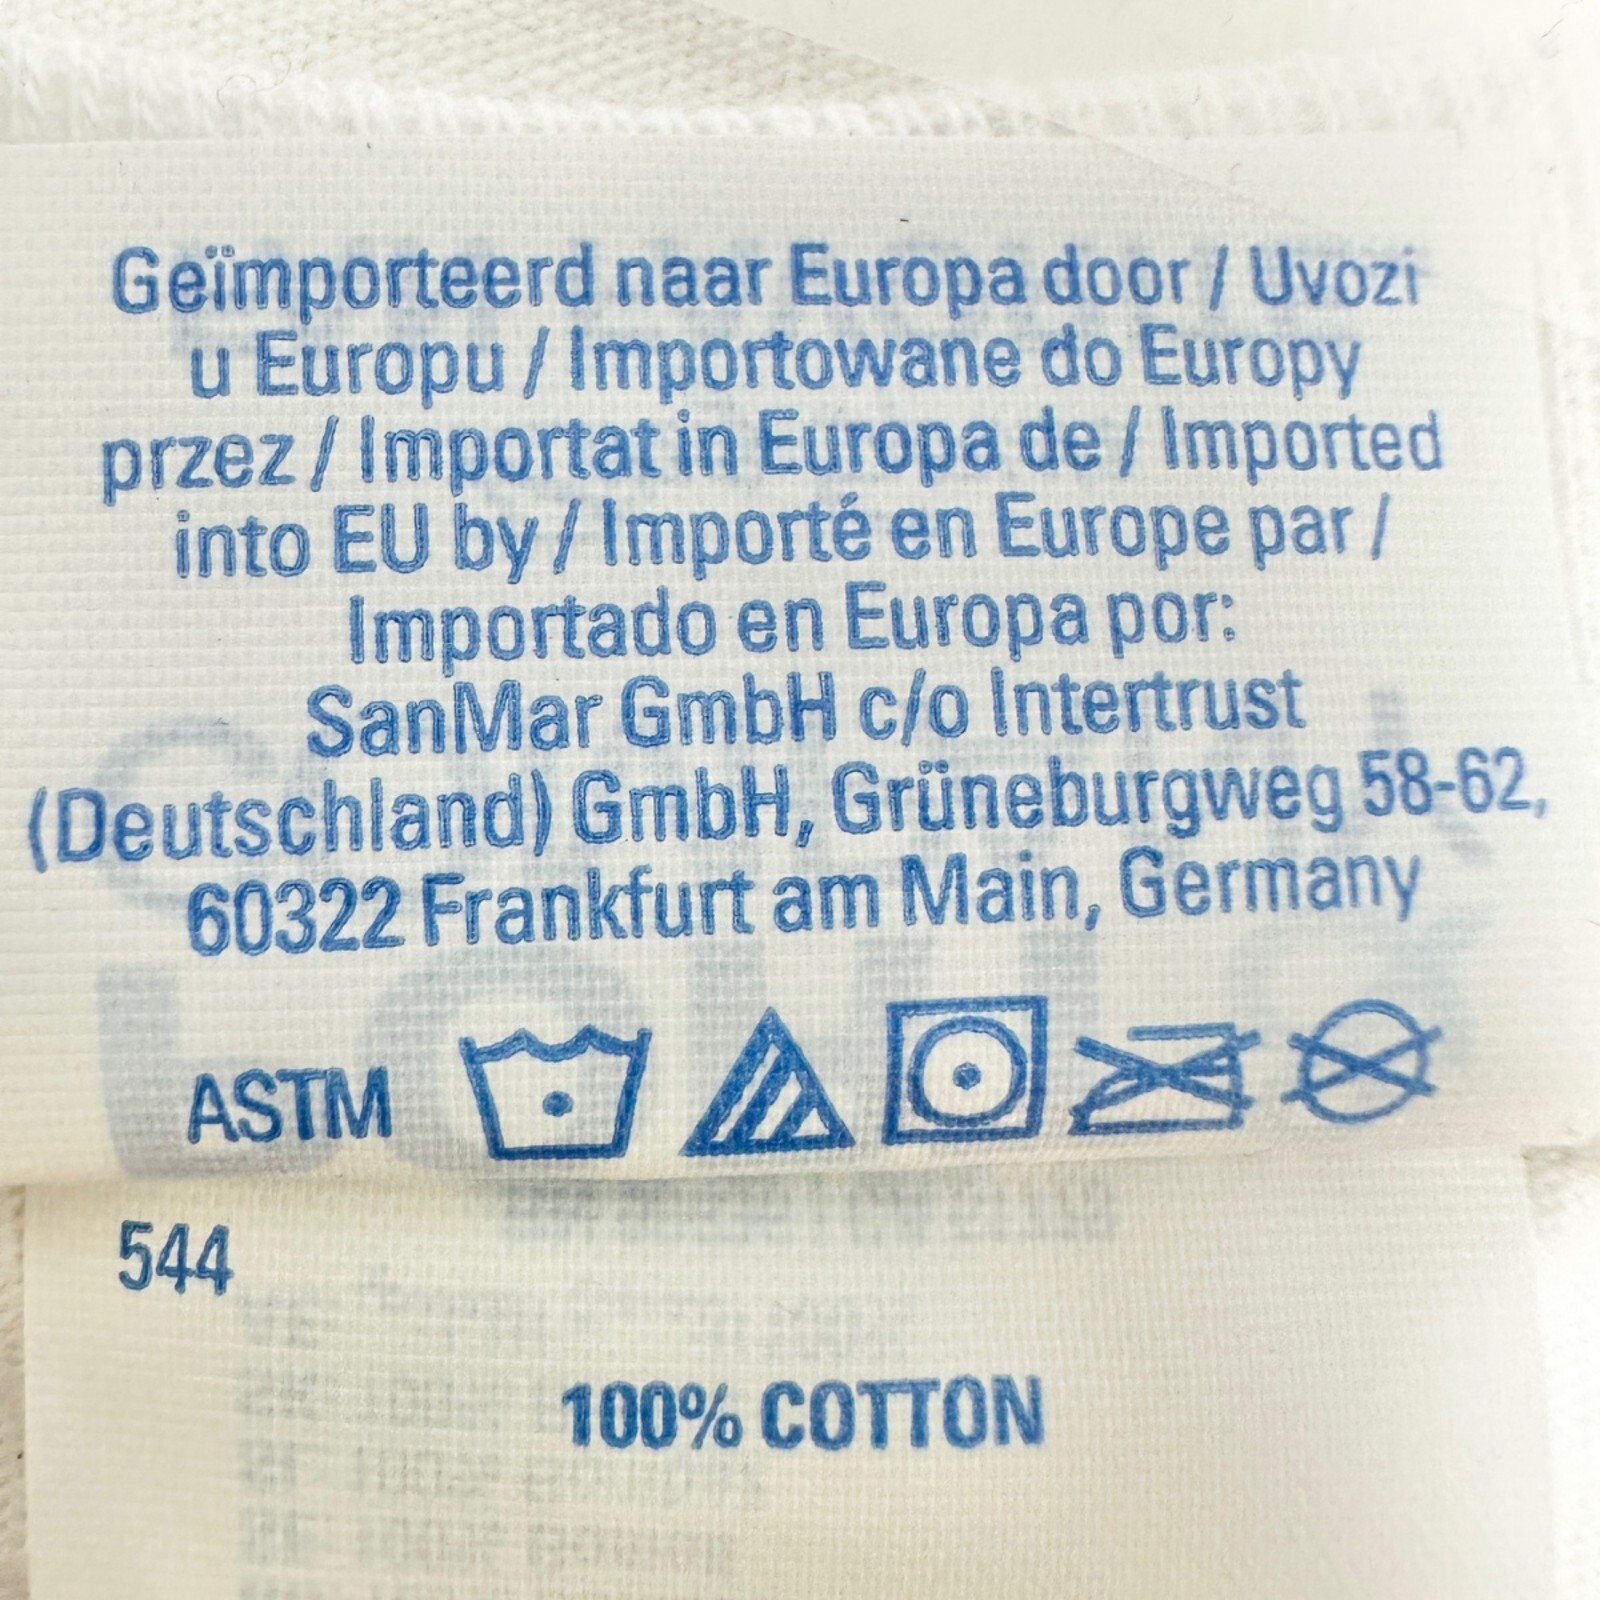 Geïmporteerd naar Europa door / Uvozi
u Europu / Importowane do Europy
przez / Importat in Europa de / Imported
into EU by / Importé en Europe par /
Importado en Europa por:
SanMar GmbH c/o Intertrust
(Deutschland) GmbH, Grüneburgweg 58-62,
60322 Frankfurt am Main, Germany
ASTM
544
100% COTTON